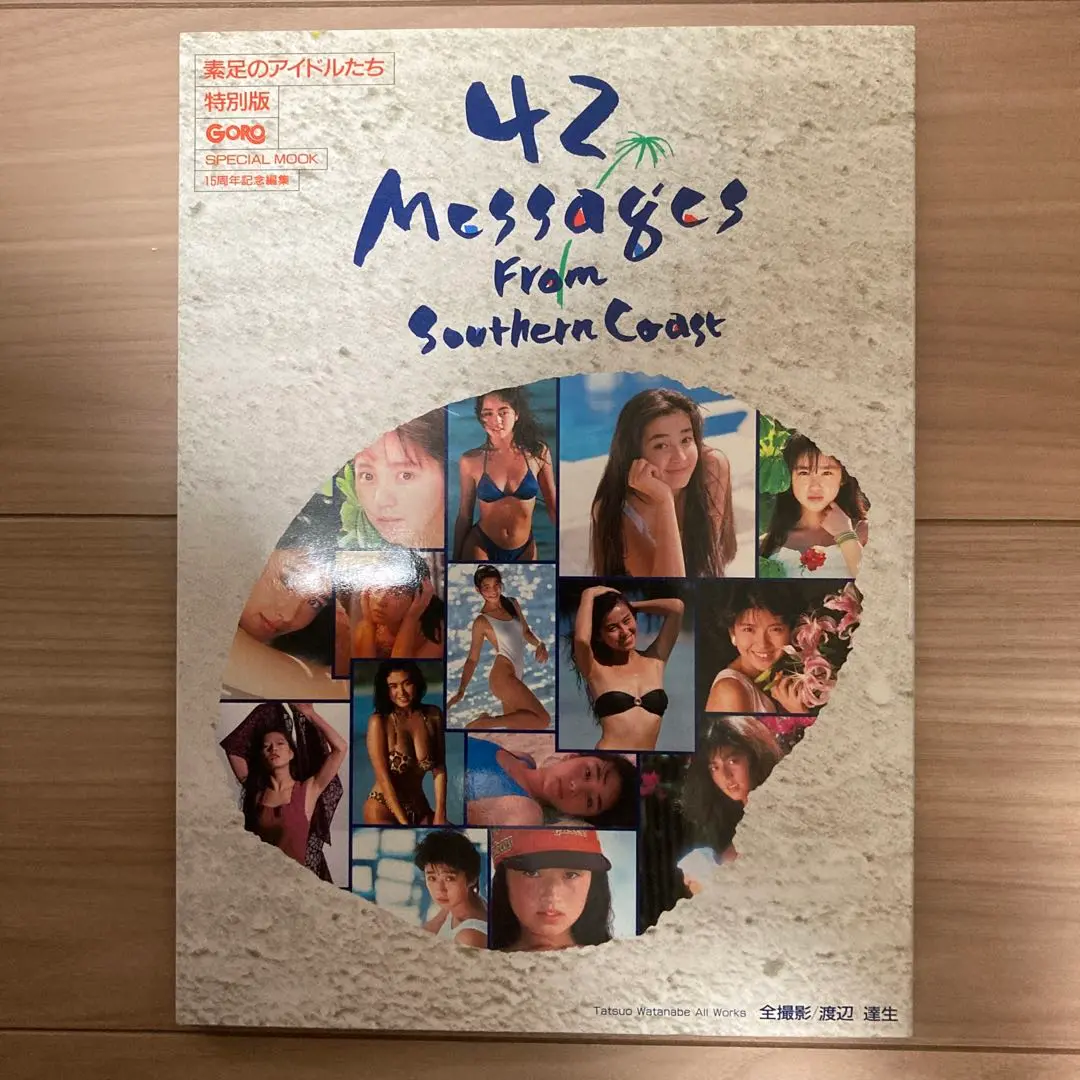 素足のアイドルたち
特別版
GORO
SPECIAL MOOK
15周年記念編集
42
Messages
From
Southern Coast
Tatsuo Watanabe All Works 全撮影/渡辺 達生